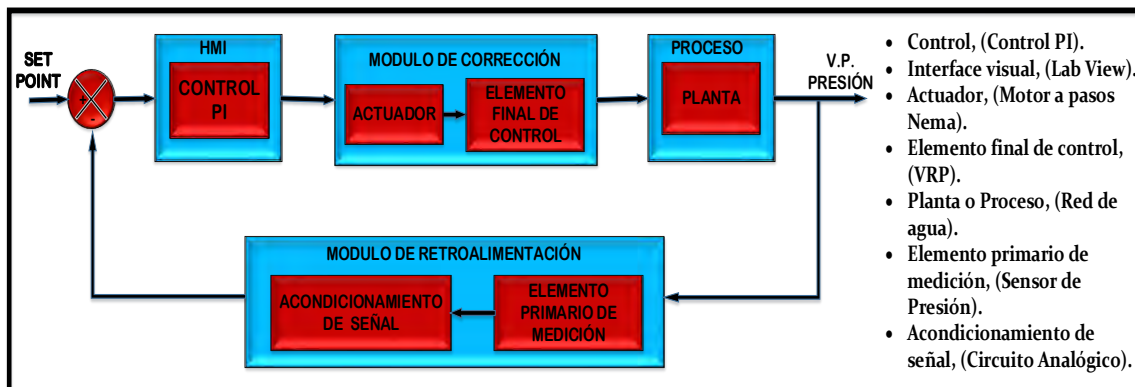 SET
POINT
+
-
HMI
CONTROL
PI
MODULO DE CORRECCIÓN
ACTUADOR
ELEMENTO
FINAL DE
CONTROL
PROCESO
PLANTA
V.P.
PRESIÓN
MODULO DE RETROALIMENTACIÓN
ACONDICIONAMIENTO
DE SEÑAL
ELEMENTO
PRIMARIO DE
MEDICIÓN
• Control, (Control PI).
• Interface visual, (Lab View).
• Actuador, (Motor a pasos
Nema).
• Elemento final de control,
(VRP).
• Planta o Proceso, (Red de
agua).
• Elemento primario de
medición, (Sensor de
Presión).
• Acondicionamiento de
señal, (Circuito Analógico).